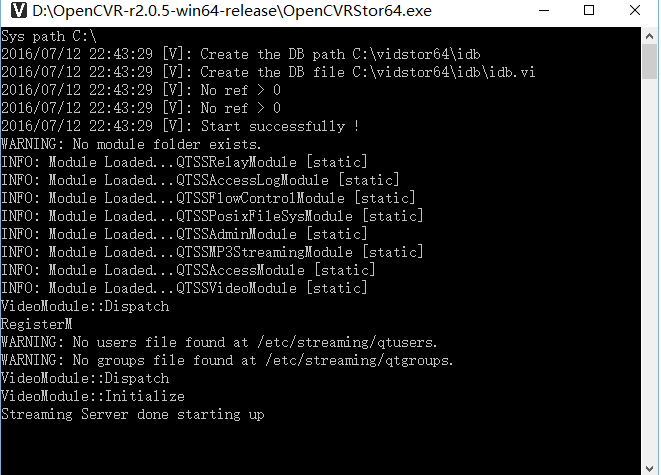 D:\OpenCVR-r2.0.5-win64-release\OpenCVRStor64.exe
Sys path C:\
2016/07/12 22:43:29 [V]: Create the DB path C:\vidstor64\idb
2016/07/12 22:43:29 [V]: Create the DB file C:\vidstor64\idb\idb.vi
2016/07/12 22:43:29 [V]: No ref > 0
2016/07/12 22:43:29 [V]: No ref > 0
2016/07/12 22:43:29 [V]: Start successfully !
WARNING: No module folder exists.
INFO: Module Loaded...QTSSRelayModule [static]
INFO: Module Loaded...QTSSAccessLogModule [static]
INFO: Module Loaded...QTSSFlowControlModule [static]
INFO: Module Loaded...QTSSPosixFileSysModule [static]
INFO: Module Loaded...QTSSAdminModule [static]
INFO: Module Loaded...QTSSMP3StreamingModule [static]
INFO: Module Loaded...QTSSAccessModule [static]
INFO: Module Loaded...QTSSVideoModule [static]
VideoModule::Dispatch
RegisterM
WARNING: No users file found at /etc/streaming/qtusers.
WARNING: No groups file found at /etc/streaming/qtgroups.
VideoModule::Dispatch
VideoModule::Initialize
Streaming Server done starting up